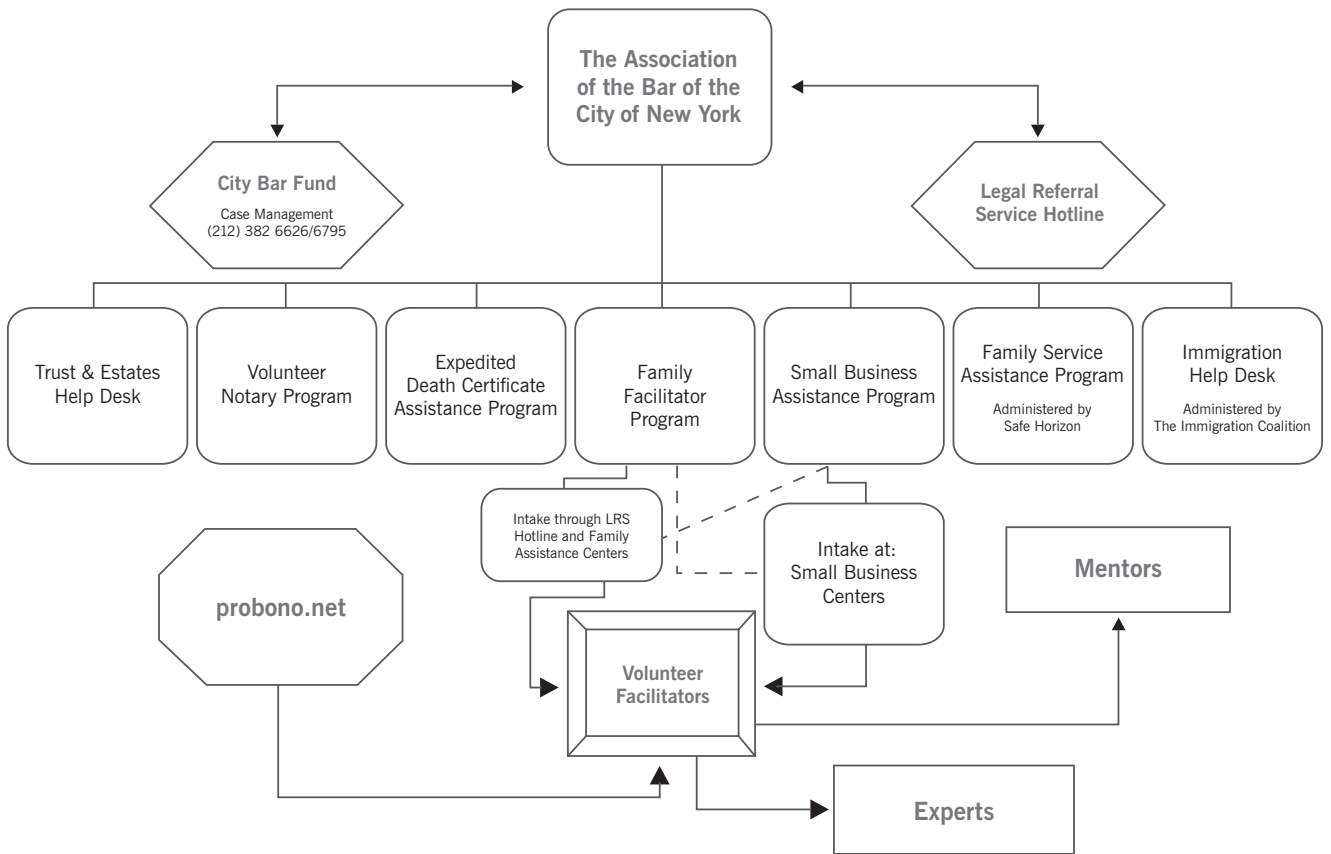 The Association
of the Bar of the
City of New York
City Bar Fund
Case Management
(212) 382 6626/6795
Legal Referral
Service Hotline
Trust & Estates
Help Desk
Volunteer
Notary Program
Expedited
Death Certificate
Assistance Program
Family
Facilitator
Program
Small Business
Assistance Program
Family Service
Assistance Program
Administered by
Safe Horizon
Immigration
Help Desk
Administered by
The Immigration Coalition
Intake through LRS
Hotline and Family
Assistance Centers
Intake at:
Small Business
Centers
probono.net
Mentors
Volunteer
Facilitators
Experts